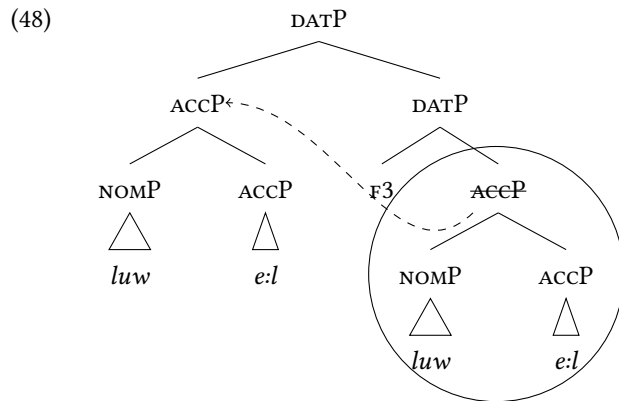 (48) DATP
ACCP DATP
NOMP ACCP F3 ACCP
luw e:l NOMP ACCP
luw e:l